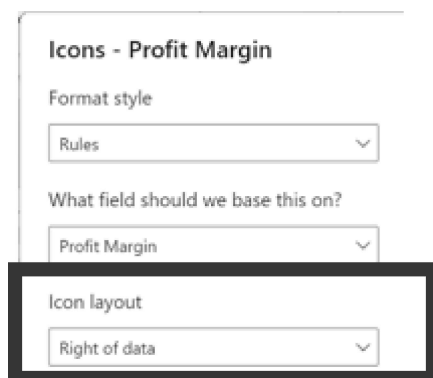 Icons - Profit Margin
Format style
Rules
What field should we base this on?
Profit Margin
Icon layout
Right of data